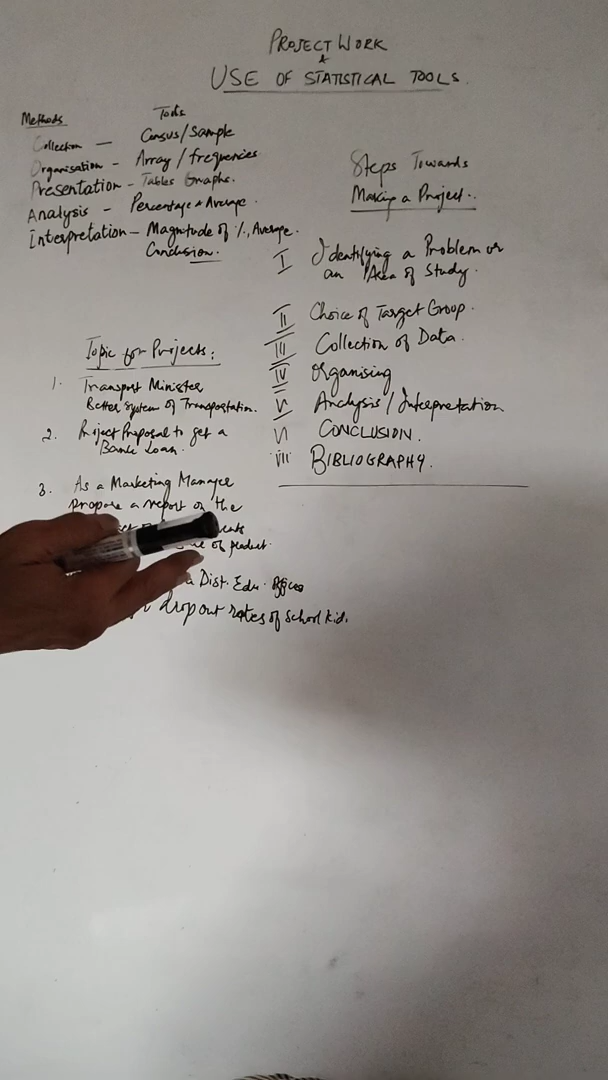 PROJECT WORK
&
USE OF STATISTICAL TOOLS.
Methods Tools
Collection — Census/Sample
Organisation - Array/frequencies
Presentation - Tables Graphs.
Analysis - Percentage & Average.
Interpretation - Magnitude of %, Average.
Conclusion.
Topic for Projects:
1. Transport Minister
Better System of Transportation.
2. Project Proposal to get a
Bank Loan.
3. As a Marketing Manager
propose a report on the
of product.
a Dist. Edu. Officer
drop out rates of School Kid.
Steps Towards
Making a Project.
I Identifying a Problem or
an Area of Study.
II Choice of Target Group.
III Collection of Data.
IV Organising
V Analysis/Interpretation
VI CONCLUSION.
VII BIBLIOGRAPHY.